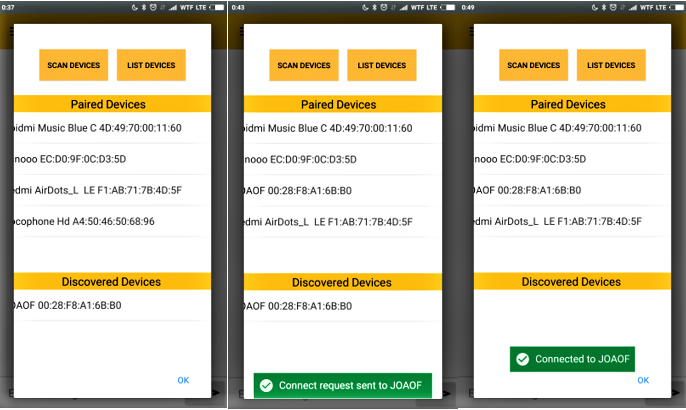 0:37 WTF LTE
SCAN DEVICES LIST DEVICES
Paired Devices
oidmi Music Blue C 4D:49:70:00:11:60
nooo EC:D0:9F:0C:D3:5D
edmi AirDots_L LE F1:AB:71:7B:4D:5F
ocophone Hd A4:50:46:50:68:96
Discovered Devices
OAOF 00:28:F8:A1:6B:B0
OK
0:43 WTF LTE
SCAN DEVICES LIST DEVICES
Paired Devices
oidmi Music Blue C 4D:49:70:00:11:60
nooo EC:D0:9F:0C:D3:5D
OAOF 00:28:F8:A1:6B:B0
edmi AirDots_L LE F1:AB:71:7B:4D:5F
Discovered Devices
OAOF 00:28:F8:A1:6B:B0
Connect request sent to JOAOF
0:49 WTF LTE
SCAN DEVICES LIST DEVICES
Paired Devices
oidmi Music Blue C 4D:49:70:00:11:60
nooo EC:D0:9F:0C:D3:5D
OAOF 00:28:F8:A1:6B:B0
edmi AirDots_L LE F1:AB:71:7B:4D:5F
Discovered Devices
Connected to JOAOF
OK